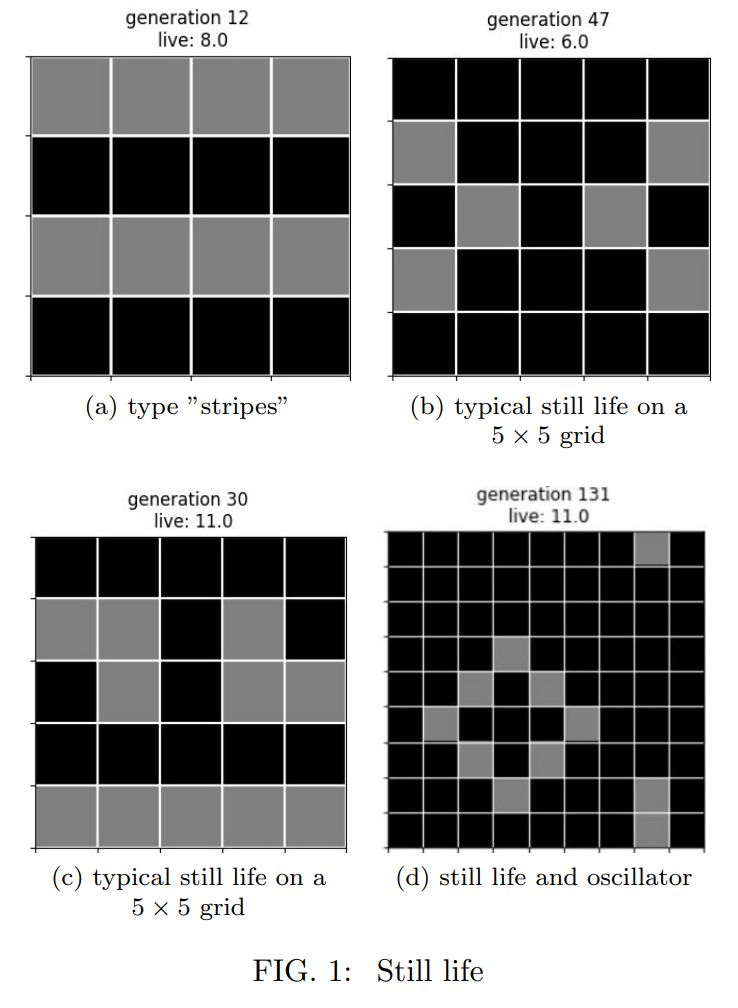 generation 12
live: 8.0
generation 47
live: 6.0
(a) type ”stripes”
(b) typical still life on a
5 × 5 grid
generation 30
live: 11.0
generation 131
live: 11.0
(c) typical still life on a
5 × 5 grid
(d) still life and oscillator
FIG. 1: Still life